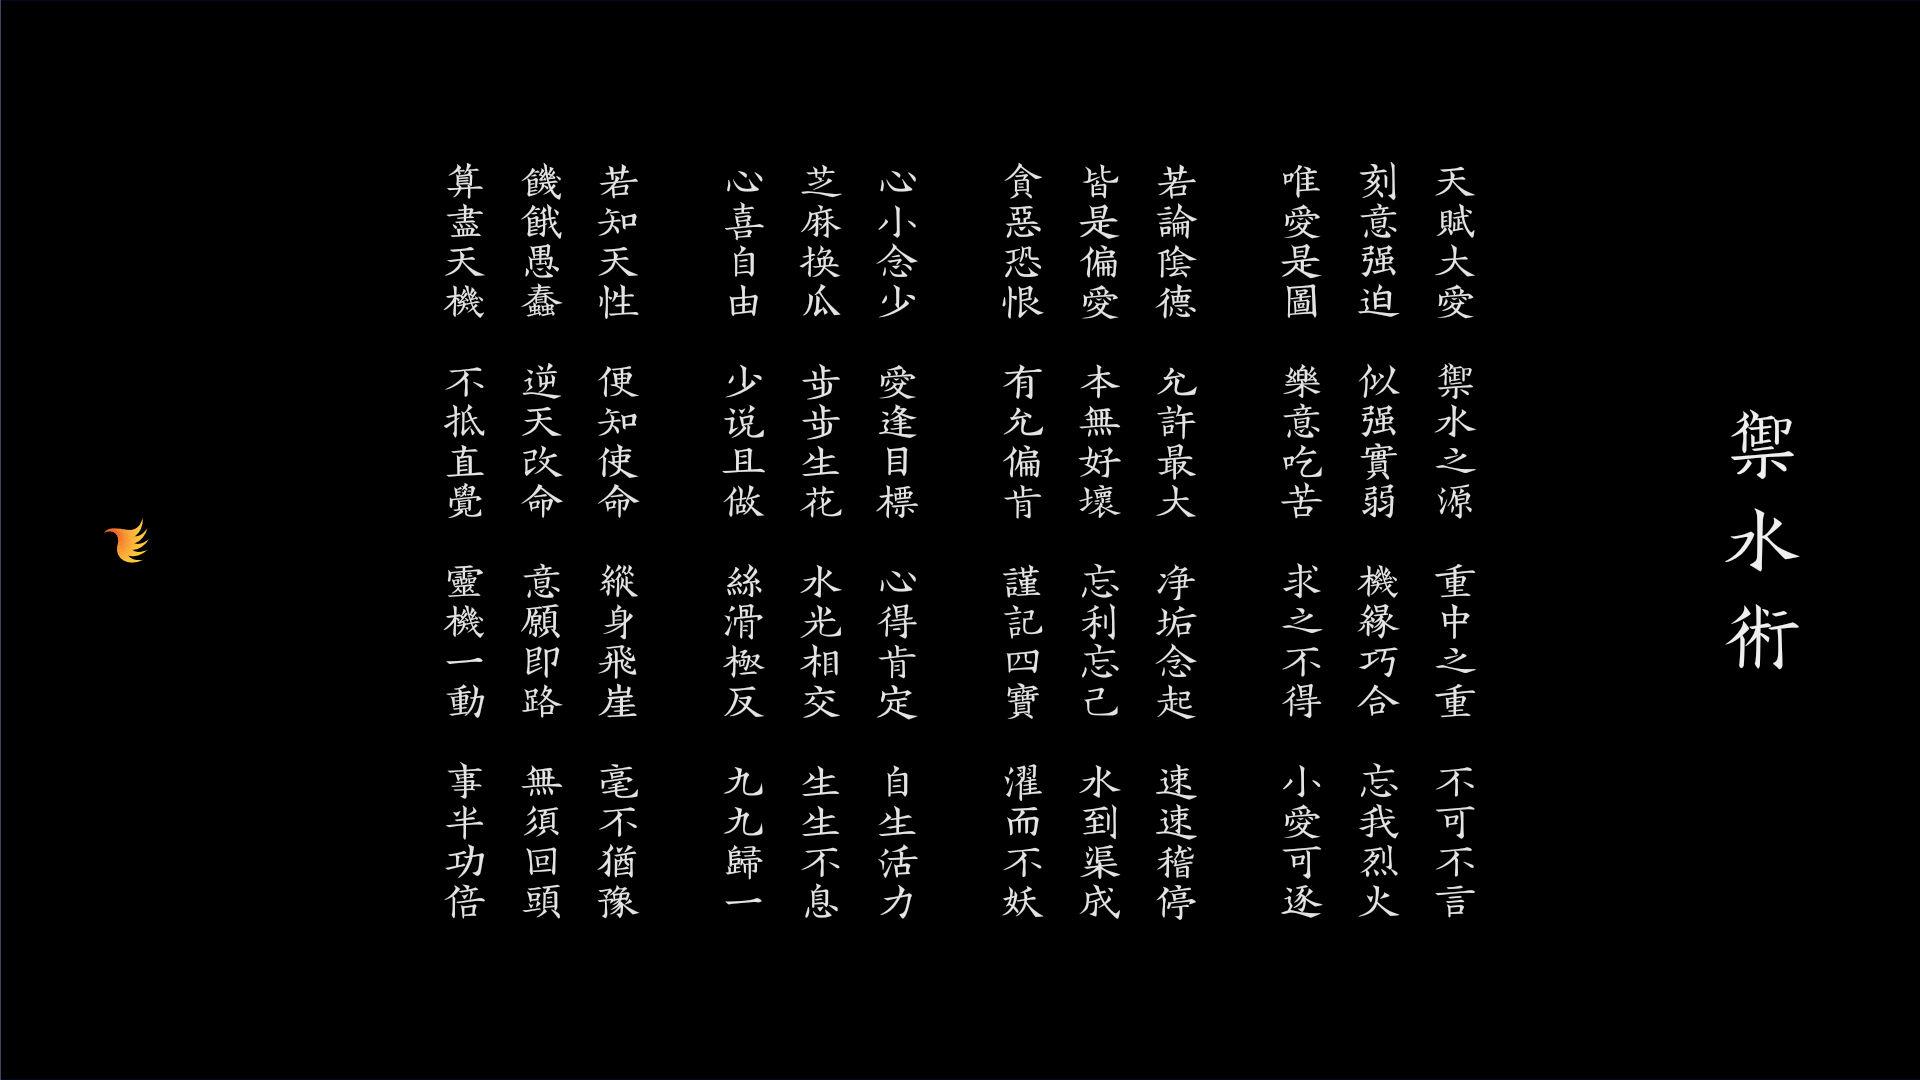 禦水術
天賦大愛 禦水之源 重中之重 不可不言
刻意强迫 似强實弱 機緣巧合 忘我烈火
唯愛是圖 樂意吃苦 求之不得 小愛可逐
若論陰德 允許最大 净垢念起 速速稽停
皆是偏愛 本無好壞 忘利忘己 水到渠成
貪惡恐恨 有允偏肯 謹記四寶 濯而不妖
心小念少 愛逢目標 心得肯定 自生活力
芝麻换瓜 步步生花 水光相交 生生不息
心喜自由 少说且做 絲滑極反 九九歸一
若知天性 便知使命 縱身飛崖 毫不猶豫
饑餓愚蠢 逆天改命 意願即路 無須回頭
算盡天機 不抵直覺 靈機一動 事半功倍